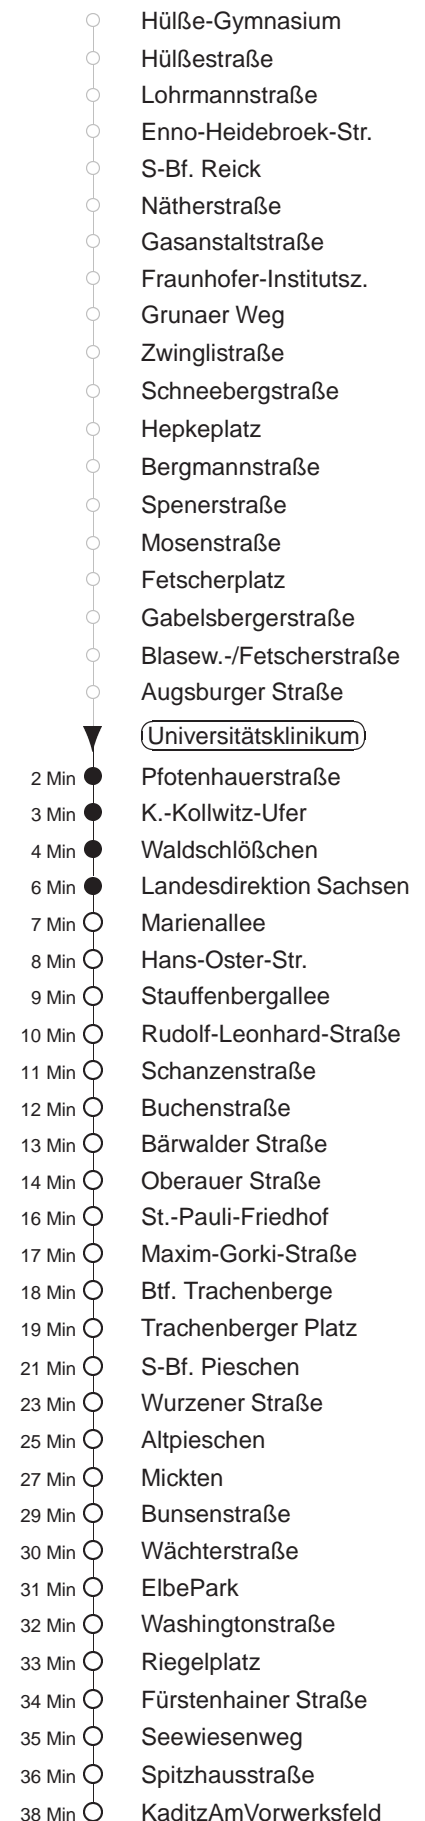 Hülße-Gymnasium
Hülßestraße
Lohrmannstraße
Enno-Heidebroek-Str.
S-Bf. Reick
Nätherstraße
Gasanstaltstraße
Fraunhofer-Institutsz.
Grunaer Weg
Zwinglistraße
Schneebergstraße
Hepkeplatz
Bergmannstraße
Spenerstraße
Mosenstraße
Fetscherplatz
Gabelsbergerstraße
Blasew.-/Fetscherstraße
Augsburger Straße
Universitätsklinikum
2 Min Pfotenhauerstraße
3 Min K.-Kollwitz-Ufer
4 Min Waldschlößchen
6 Min Landesdirektion Sachsen
7 Min Marienallee
8 Min Hans-Oster-Str.
9 Min Stauffenbergallee
10 Min Rudolf-Leonhard-Straße
11 Min Schanzenstraße
12 Min Buchenstraße
13 Min Bärwalder Straße
14 Min Oberauer Straße
16 Min St.-Pauli-Friedhof
17 Min Maxim-Gorki-Straße
18 Min Btf. Trachenberge
19 Min Trachenberger Platz
21 Min S-Bf. Pieschen
23 Min Wurzener Straße
25 Min Altpieschen
27 Min Mickten
29 Min Bunsenstraße
30 Min Wächterstraße
31 Min ElbePark
32 Min Washingtonstraße
33 Min Riegelplatz
34 Min Fürstenhainer Straße
35 Min Seewiesenweg
36 Min Spitzhausstraße
38 Min KaditzAmVorwerksfeld